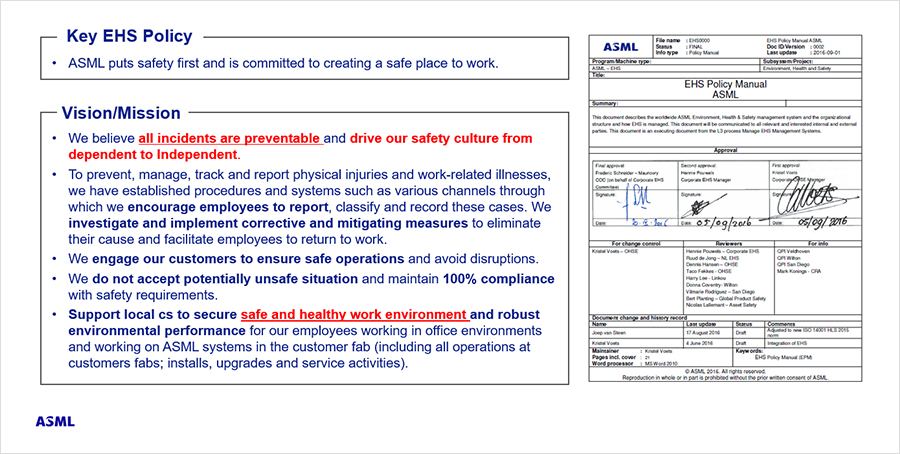 Key EHS Policy
• ASML puts safety first and is committed to creating a safe place to work.
Vision/Mission
• We believe all incidents are preventable and drive our safety culture from
dependent to Independent.
• To prevent, manage, track and report physical injuries and work-related illnesses,
we have established procedures and systems such as various channels through
which we encourage employees to report, classify and record these cases. We
investigate and implement corrective and mitigating measures to eliminate
their cause and facilitate employees to return to work.
• We engage our customers to ensure safe operations and avoid disruptions.
• We do not accept potentially unsafe situation and maintain 100% compliance
with safety requirements.
• Support local cs to secure safe and healthy work environment and robust
environmental performance for our employees working in office environments
and working on ASML systems in the customer fab (including all operations at
customers fabs; installs, upgrades and service activities).
ASML
ASML
File name : EHS0000 EHS Policy Manual ASML
Status : FINAL Doc ID/Version : 0002
Info type : Policy Manual Last update : 2016-09-01
Program/Machine type: Subsystem/Project:
ASML – EHS Environment, Health and Safety
Title:
EHS Policy Manual
ASML
Summary:
This document describes the worldwide ASML Environment, Health & Safety management system and the organizational
structure and how EHS is managed. This document will be communicated to all relevant and interested internal and external
parties. This document is an executing document from the L3 process Manage EHS Management Systems.
Approval
Final approval: Second approval: First approval:
Frederic Schneider – Maunoury Hennie Pouwels Kristel Voets
COO (on behalf of Corporate EHS Corporate EHS Manager Corporate OHSE Manager
Committee)
Signature Signature Signature
Date: Date: 05/09/2016 Date: 05/09/2016
For change control Reviewers For info
Kristel Voets – OHSE Hennie Pouwels – Corporate EHS QPI Veldhoven
Ruud de Jong – NL EHS QPI Wilton
Dennis Hansen – OHSE QPI San Diego
Taco Fekkes - OHSE Mark Konings - CRA
Harry Lee - Linkou
Donna Coventry- Wilton
Vilmarie Rodriguez – San Diego
Bert Planting – Global Product Safety
Nicolas Lallemant – Asset Safety
Document change and history record
Name Last update Status Comments
Joep van Steen 17 August 2016 Draft Adjusted to new ISO 14001 HLS 2015
norm
Kristel Voets 4 June 2016 Draft Integration of EHS
Maintainer : Kristel Voets Keywords:
Pages incl. cover : 21 EHS Policy Manual (EPM)
Word processor : MS Word 2010
© ASML 2016. All rights reserved.
Reproduction in whole or in part is prohibited without the prior written consent of ASML.